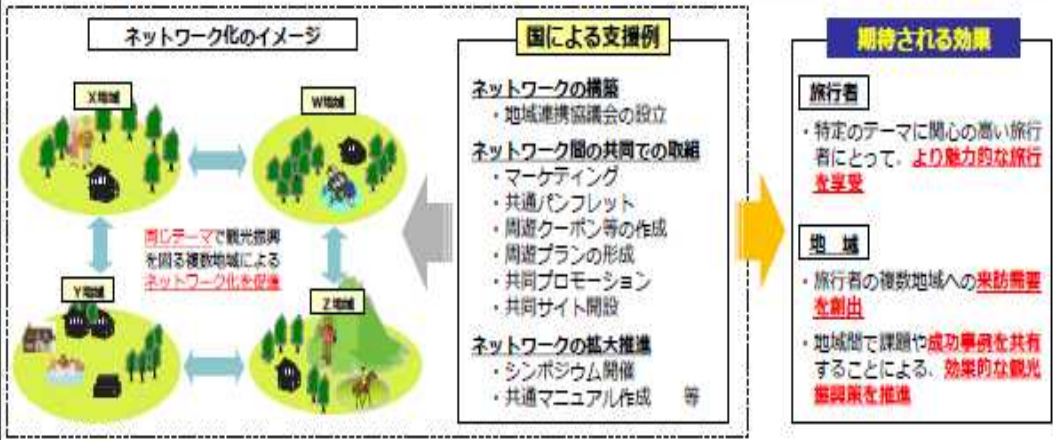 ネットワーク化のイメージ
X地域
W地域
同じテーマで観光振興
を図る複数地域による
ネットワーク化を促進
Y地域
Z地域
国による支援例
ネットワークの構築
・地域連携協議会の設立
ネットワーク間の共同での取組
・マーケティング
・共通パンフレット
・周遊クーポン等の作成
・周遊プランの形成
・共同プロモーション
・共同サイト開設
ネットワークの拡大推進
・シンポジウム開催
・共通マニュアル作成　等
期待される効果
旅行者
・特定のテーマに関心の高い旅行
者にとって、より魅力的な旅行
を享受
地　域
・旅行者の複数地域への来訪需要
を創出
・地域間で課題や成功事例を共有
することによる、効果的な観光
振興策を推進